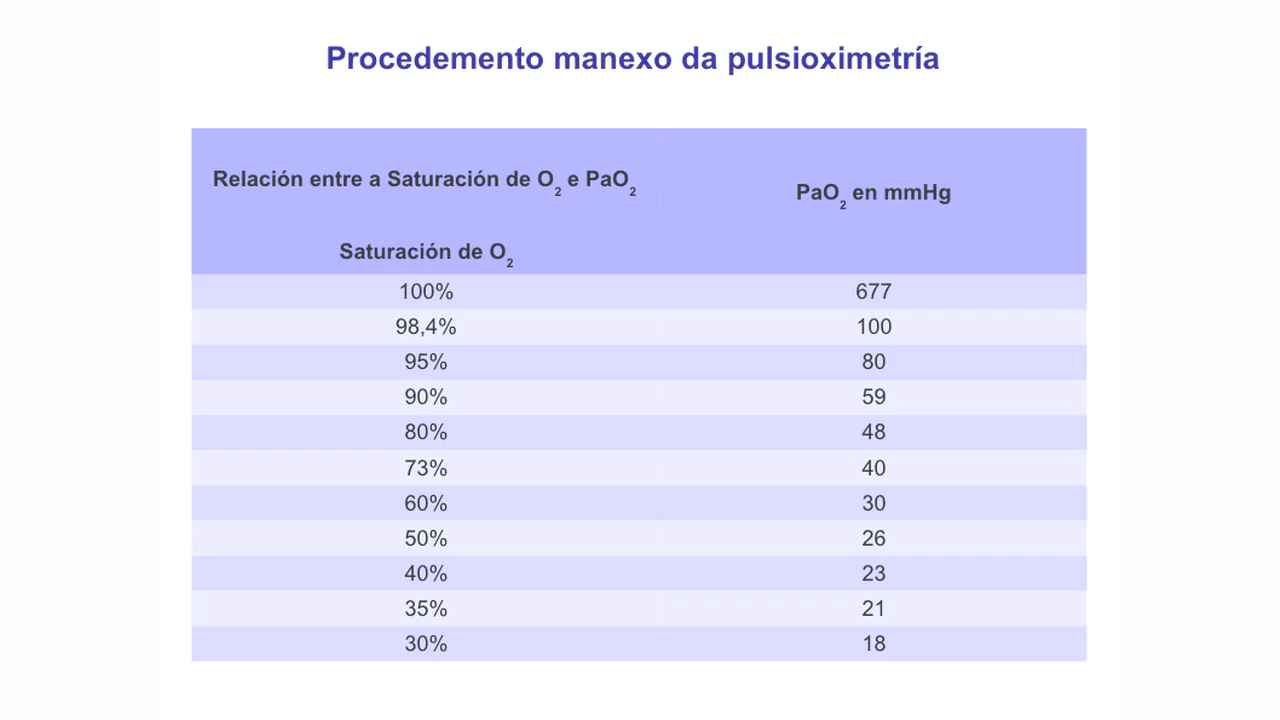 Procedemento manexo da pulsioximetría
Relación entre a Saturación de O2 e PaO2
PaO2 en mmHg
Saturación de O2
100% 677
98,4% 100
95% 80
90% 59
80% 48
73% 40
60% 30
50% 26
40% 23
35% 21
30% 18